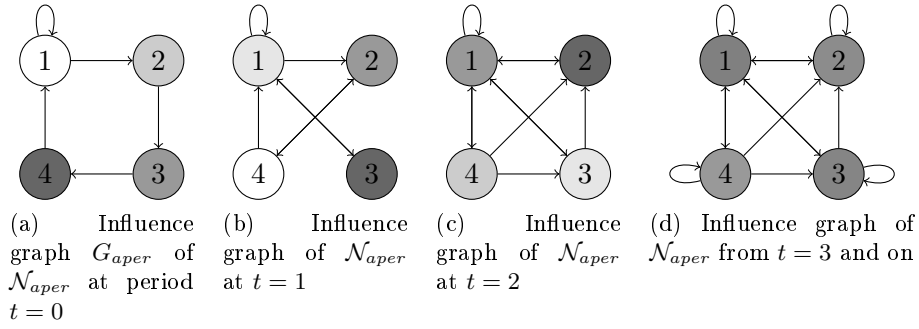 1 2
4 3
1 2
4 3
1 2
4 3
1 2
4 3
(a) Influence
graph G_aper of
N_aper at period
t = 0
(b) Influence
graph of N_aper
at t = 1
(c) Influence
graph of N_aper
at t = 2
(d) Influence graph of
N_aper from t = 3 and on